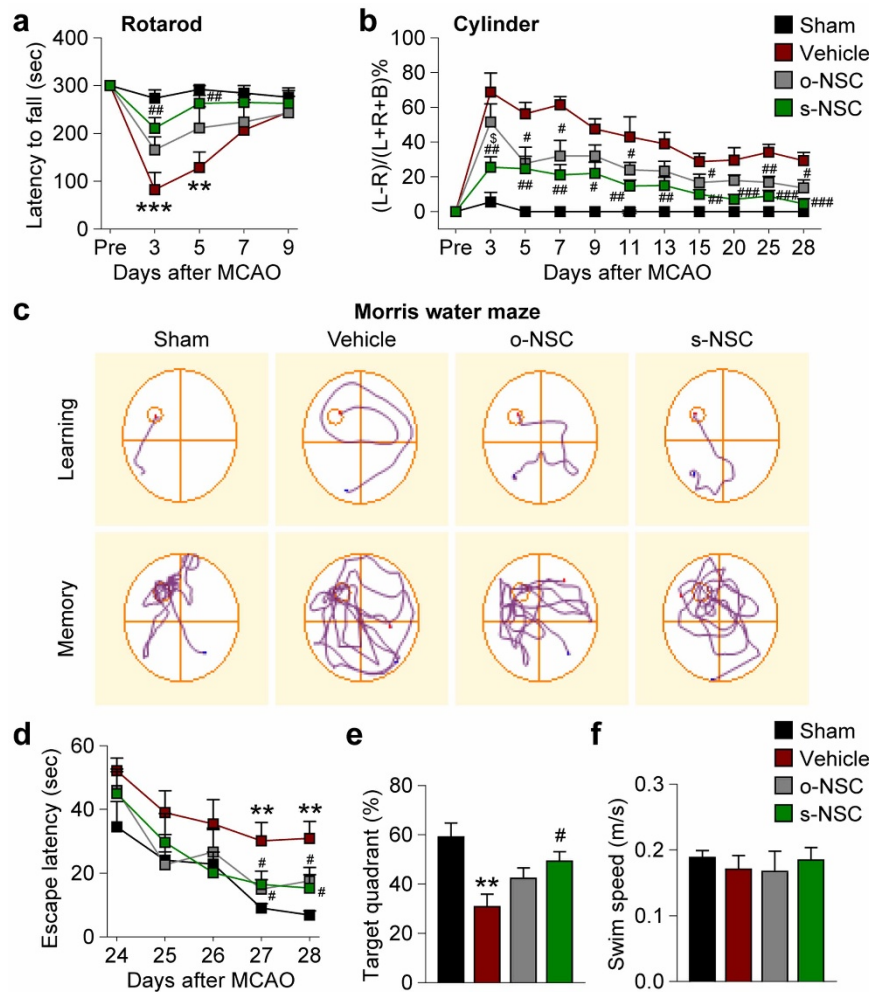 a Rotarod
Latency to fall (sec)
400
300
200
100
0
##
##
***
**
Pre 3 5 7 9
Days after MCAO
b Cylinder
Sham
Vehicle
o-NSC
s-NSC
(L-R)/(L+R+B)%
100
80
60
40
20
0
$
##
#
##
#
##
#
#
##
##
#
##
###
##
###
#
###
Pre 3 5 7 9 11 13 15 20 25 28
Days after MCAO
c Morris water maze
Sham Vehicle o-NSC s-NSC
Learning
Memory
d
Escape latency (sec)
60
40
20
0
** **
# #
# #
24 25 26 27 28
Days after MCAO
e
Target quadrant (%)
80
60
40
20
0
**
#
f
Sham
Vehicle
o-NSC
s-NSC
Swim speed (m/s)
0.3
0.2
0.1
0.0